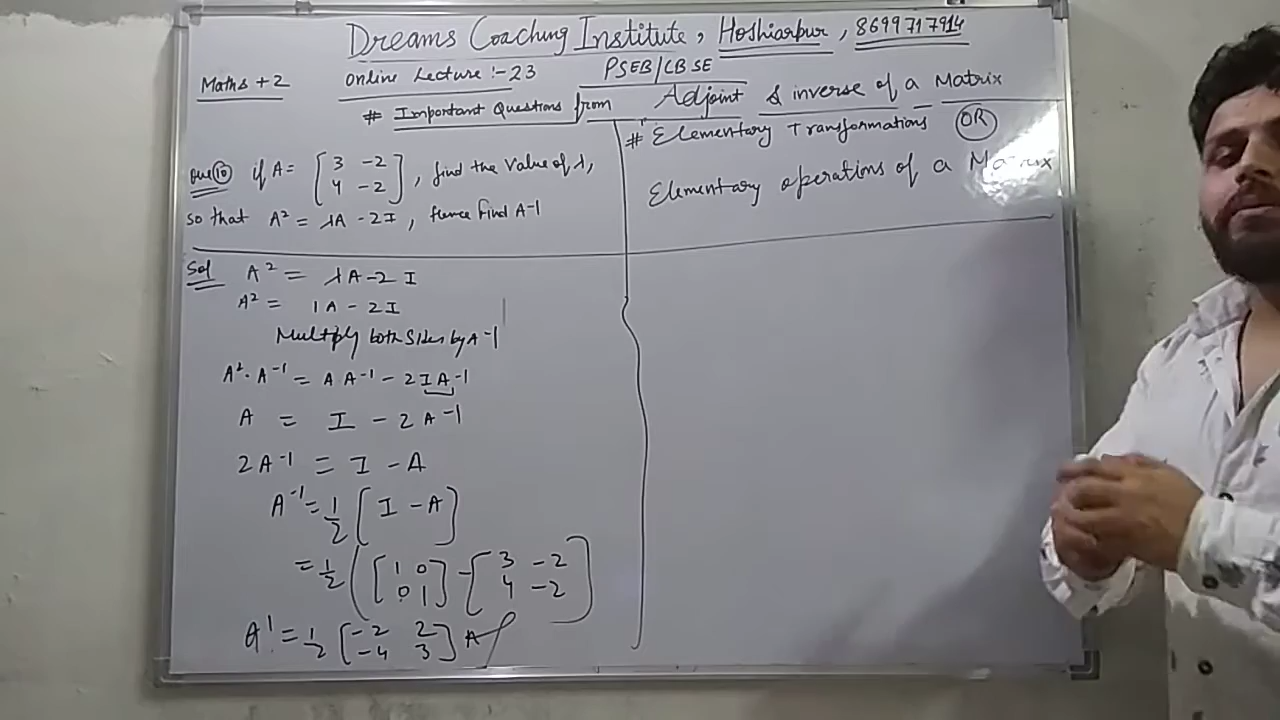 Dreams Coaching Institute, Hoshiarpur, 8699717914
Maths +2 Online Lecture :- 23 PSEB/CBSE
# Important Questions from Adjoint & inverse of a Matrix
Que 10 if A = [3 -2
4 -2], find the value of λ,
so that A² = λA - 2I, Hence Find A-1
Sol A² = λA - 2I
A² = 1A - 2I
Multiply both Sides by A-1
A²·A⁻¹ = A A⁻¹ - 2IA-1
A = I - 2A-1
2A⁻¹ = I - A
A⁻¹ = 1/2 [I - A]
= 1/2 ([1 0
0 1] - [3 -2
4 -2])
A⁻¹ = 1/2 [-2 2
-4 3] A
# Elementary Transformations OR
Elementary operations of a Matrix